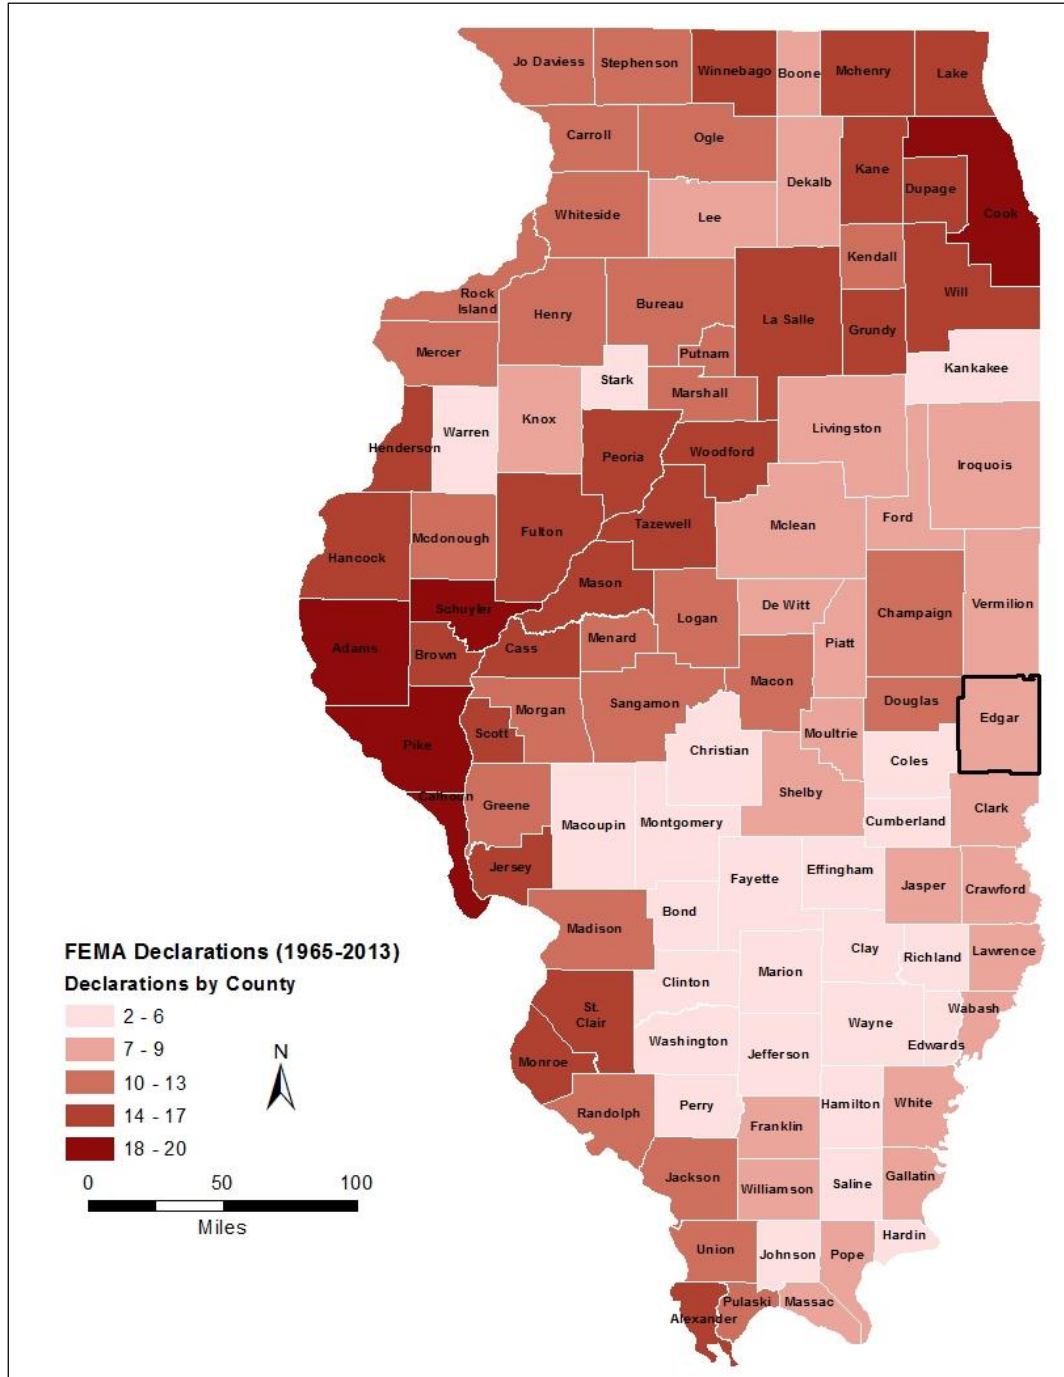 Jo Daviess
Stephenson
Winnebago
Boone
Mchenry
Lake
Carroll
Ogle
Dekalb
Kane
Dupage
Cook
Whiteside
Lee
Kendall
Rock
Island
Henry
Bureau
La Salle
Grundy
Will
Mercer
Putnam
Kankakee
Stark
Marshall
Henderson
Warren
Knox
Peoria
Woodford
Livingston
Iroquois
Hancock
Mcdonough
Fulton
Tazewell
Mclean
Ford
Mason
Schuyler
Adams
Brown
Cass
Menard
Logan
De Witt
Piatt
Champaign
Vermilion
Pike
Scott
Morgan
Sangamon
Macon
Moultrie
Douglas
Edgar
Christian
Coles
Calhoun
Greene
Macoupin
Montgomery
Shelby
Cumberland
Clark
Jersey
Fayette
Effingham
Jasper
Crawford
Madison
Bond
Clay
Richland
Lawrence
Clinton
Marion
St.
Clair
Washington
Jefferson
Wayne
Edwards
Wabash
Monroe
Randolph
Perry
Franklin
Hamilton
White
Jackson
Williamson
Saline
Gallatin
Union
Johnson
Pope
Hardin
Alexander
Pulaski
Massac
FEMA Declarations (1965-2013)
Declarations by County
2 - 6
7 - 9
10 - 13
14 - 17
18 - 20
N
0 50 100
Miles